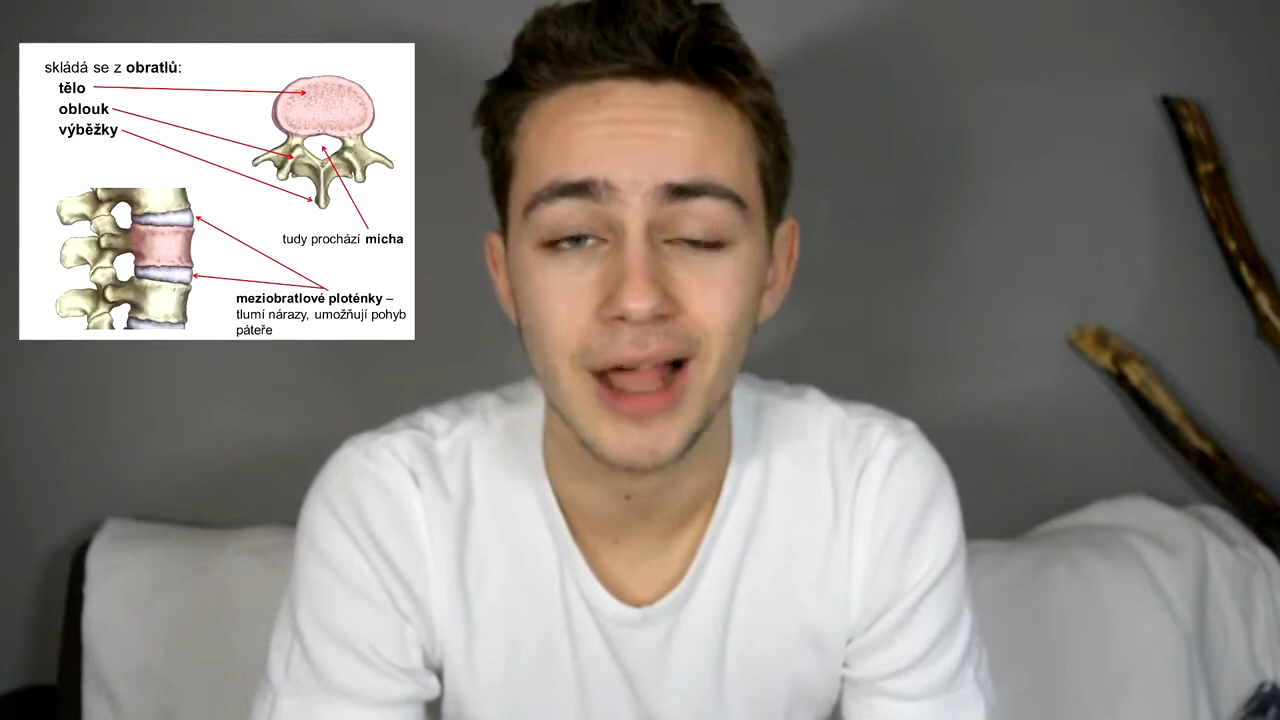 skládá se z obratlů:
tělo
oblouk
výběžky
tudy prochází mícha
meziobratlové ploténky –
tlumí nárazy, umožňují pohyb
páteře